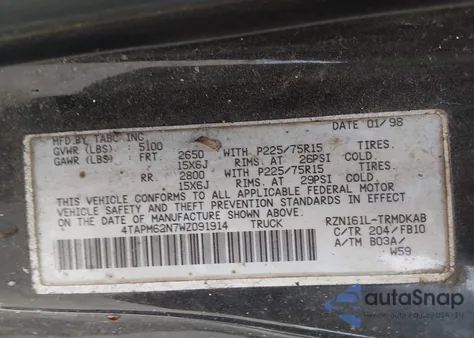 MFD.BY TABC INC DATE 01/98
GVWR (LBS) 5100
GAWR (LBS) FRT. 2650 WITH P225/75R15 TIRES.
15X6J RIMS. AT 26PSI COLD.
RR 2800 WITH P225/75R15 TIRES.
15X6J RIMS. AT 29PSI COLD.
THIS VEHICLE CONFORMS TO ALL APPLICABLE FEDERAL MOTOR
VEHICLE SAFETY AND THEFT PREVENTION STANDARDS IN EFFECT ON THE
DATE OF MANUFACTURE SHOWN ABOVE.
4TAPM62N7WZ091914 TRUCK
RZN161L-TRMDKAB
C/TR 204/FB10
A/TM B03A/
W59
autoSnap